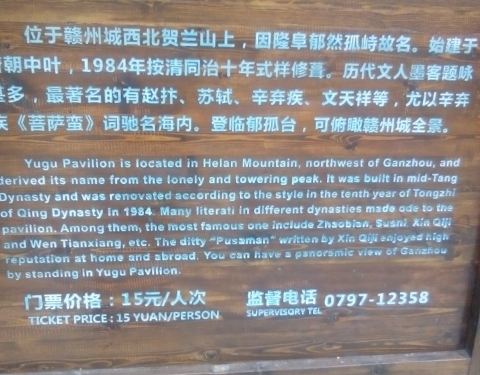 位于赣州城西北贺兰山上，因隆阜郁然孤峙故名。始建于
朝中叶，1984年按清同治十年式样修葺。历代文人墨客题咏
甚多，最著名的有赵抃、苏轼、辛弃疾、文天祥等，尤以辛弃
疾《菩萨蛮》词驰名海内。登临郁孤台，可俯瞰赣州城全景。
Yugu Pavilion is located in Helan Mountain, northwest of Ganzhou, and
derived its name from the lonely and towering peak. It was built in mid-Tang
Dynasty and was renovated according to the style in the tenth year of Tongzhi
of Qing Dynasty in 1984. Many literati in different dynasties made ode to the
pavilion. Among them, the most famous one include Zhaobian, Sushi, Xin Qiji
and Wen Tianxiang, etc. The ditty "Pusaman" written by Xin Qiji enjoyed high
reputation at home and abroad. You can have a panoramic view of Ganzhou
by standing in Yugu Pavilion.
门票价格：15元/人次 监督电话 0797-12358
TICKET PRICE: 15 YUAN/PERSON SUPERVISORY TEL